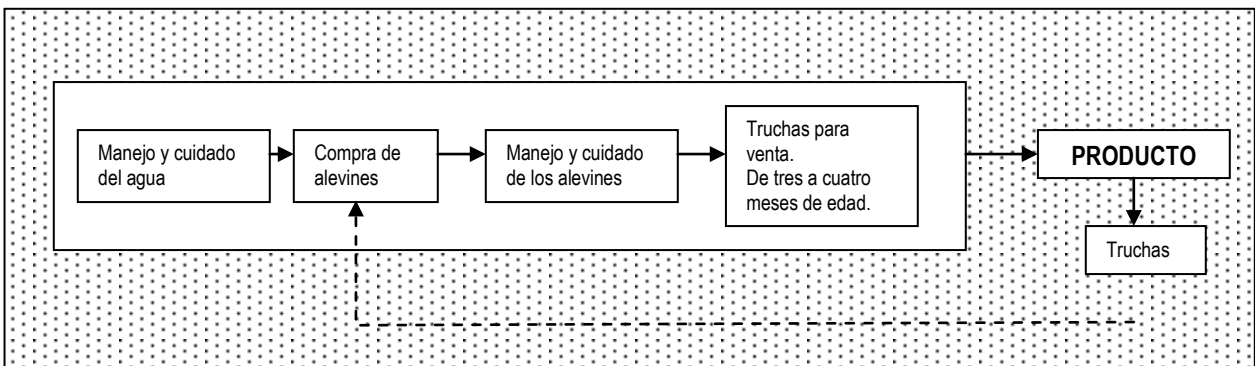 Manejo y cuidado
del agua
Compra de
alevines
Manejo y cuidado
de los alevines
Truchas para
venta.
De tres a cuatro
meses de edad.
PRODUCTO
Truchas